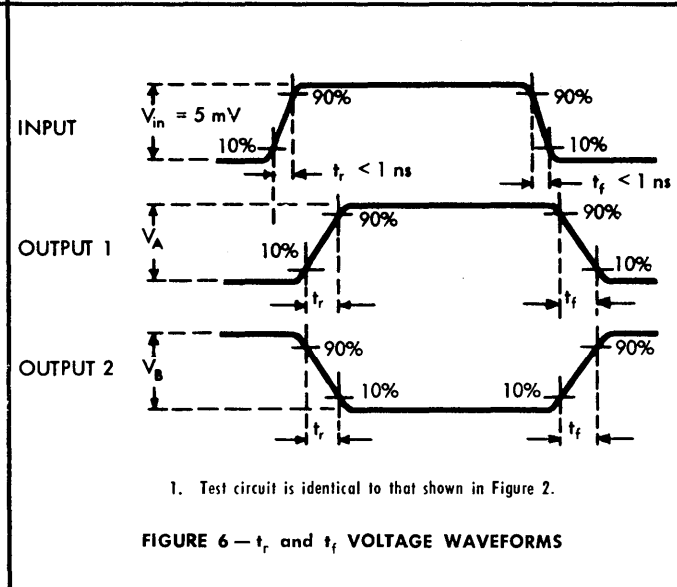 INPUT
V_in = 5 mV
90%
90%
10%
10%
t_r < 1 ns
t_f < 1 ns
OUTPUT 1
V_A
90%
90%
10%
10%
t_r
t_f
OUTPUT 2
V_B
90%
90%
10%
10%
t_r
t_f
1. Test circuit is identical to that shown in Figure 2.
FIGURE 6 — t_r and t_f VOLTAGE WAVEFORMS